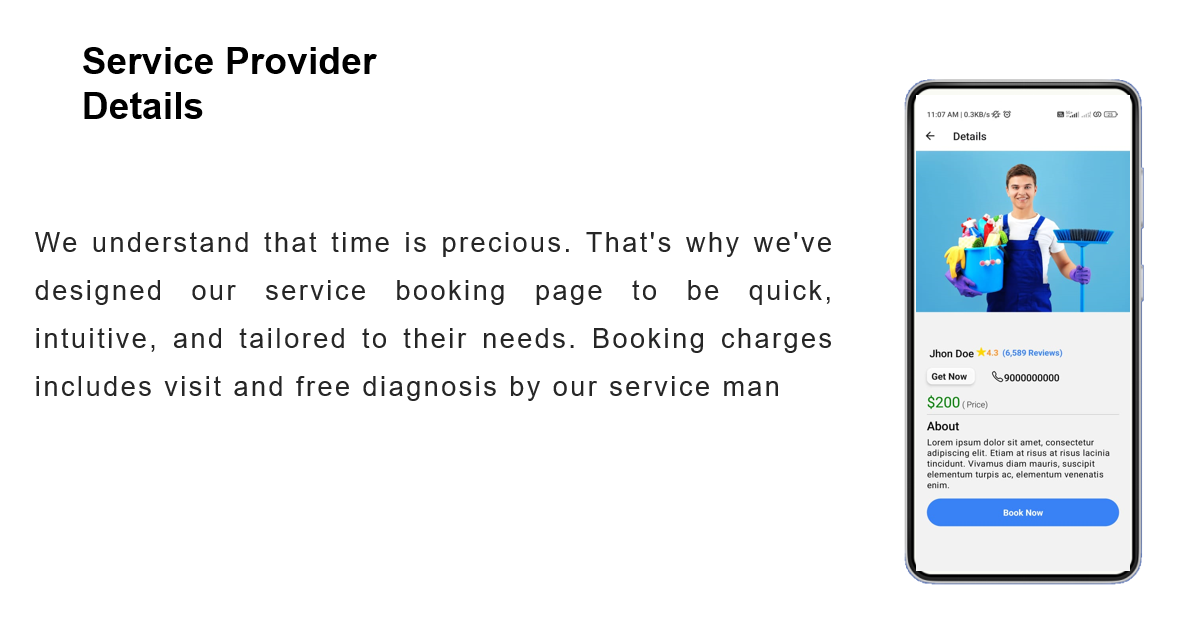 Service Provider
Details
We understand that time is precious. That's why we've
designed our service booking page to be quick,
intuitive, and tailored to their needs. Booking charges
includes visit and free diagnosis by our service man
11:07 AM | 0.3KB/s
Details
Jhon Doe 4.3 (6,589 Reviews)
Get Now 9000000000
$200 ( Price)
About
Lorem ipsum dolor sit amet, consectetur
adipiscing elit. Etiam at risus at risus lacinia
tincidunt. Vivamus diam mauris, suscipit
elementum turpis ac, elementum venenatis
enim.
Book Now